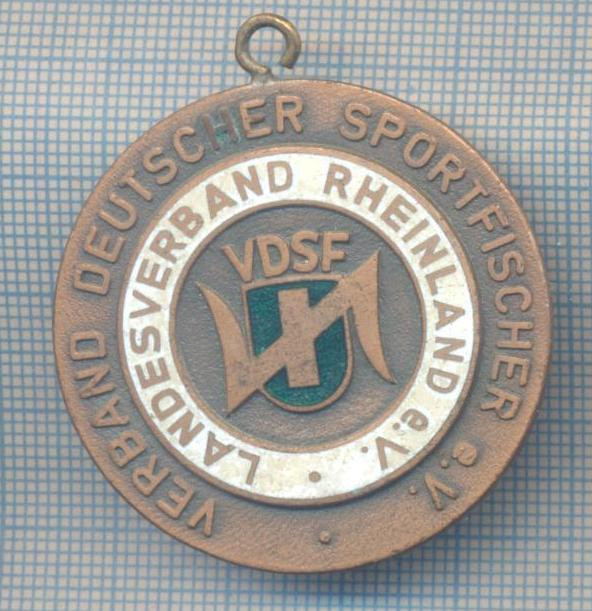 VERBAND DEUTSCHER SPORTFISCHER e.V.
LANDESVERBAND RHEINLAND e.V.
VDSF